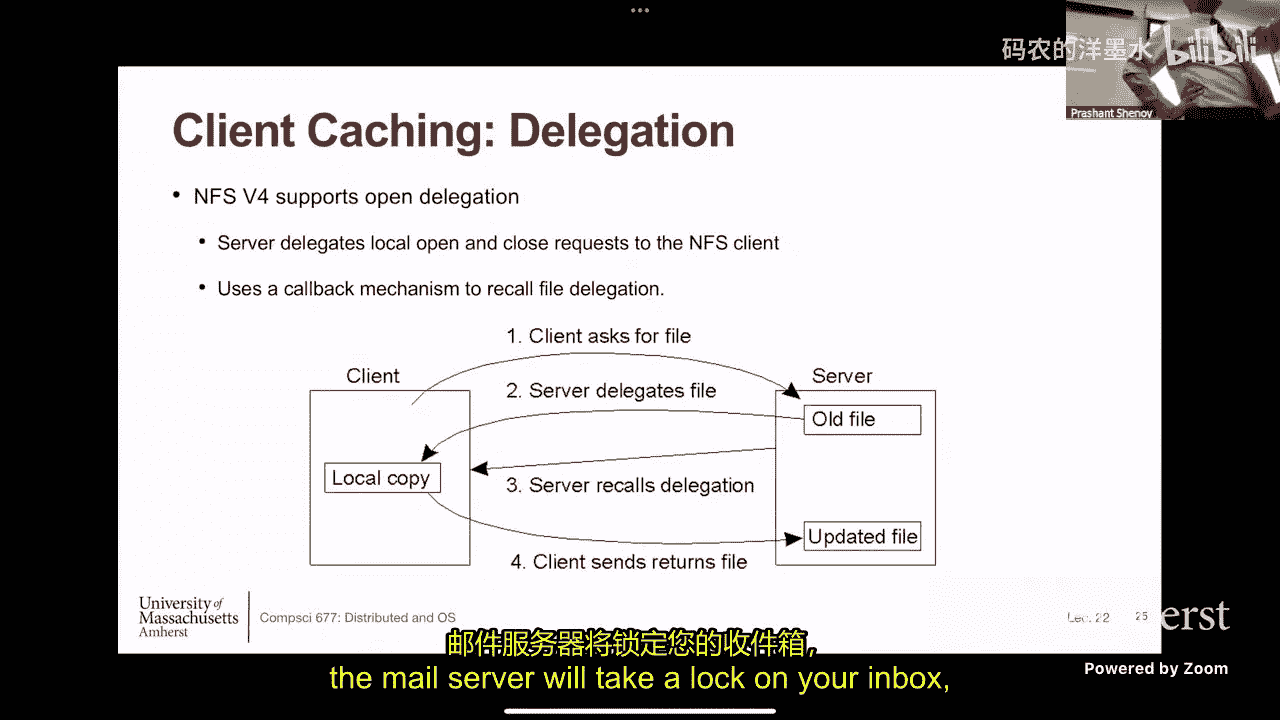 码农的洋墨水 bilibili
Prashant Shenoy
Client Caching: Delegation
• NFS V4 supports open delegation
• Server delegates local open and close requests to the NFS client
• Uses a callback mechanism to recall file delegation.
1. Client asks for file
Client
Server
2. Server delegates file
Old file
Local copy
3. Server recalls delegation
Updated file
4. Client sends returns file
University of
Massachusetts
Amherst
Compsci 677: Distributed and OS
Lec. 22
25
erst
邮件服务器将锁定您的收件箱,
the mail server will take a lock on your inbox,
Powered by Zoom